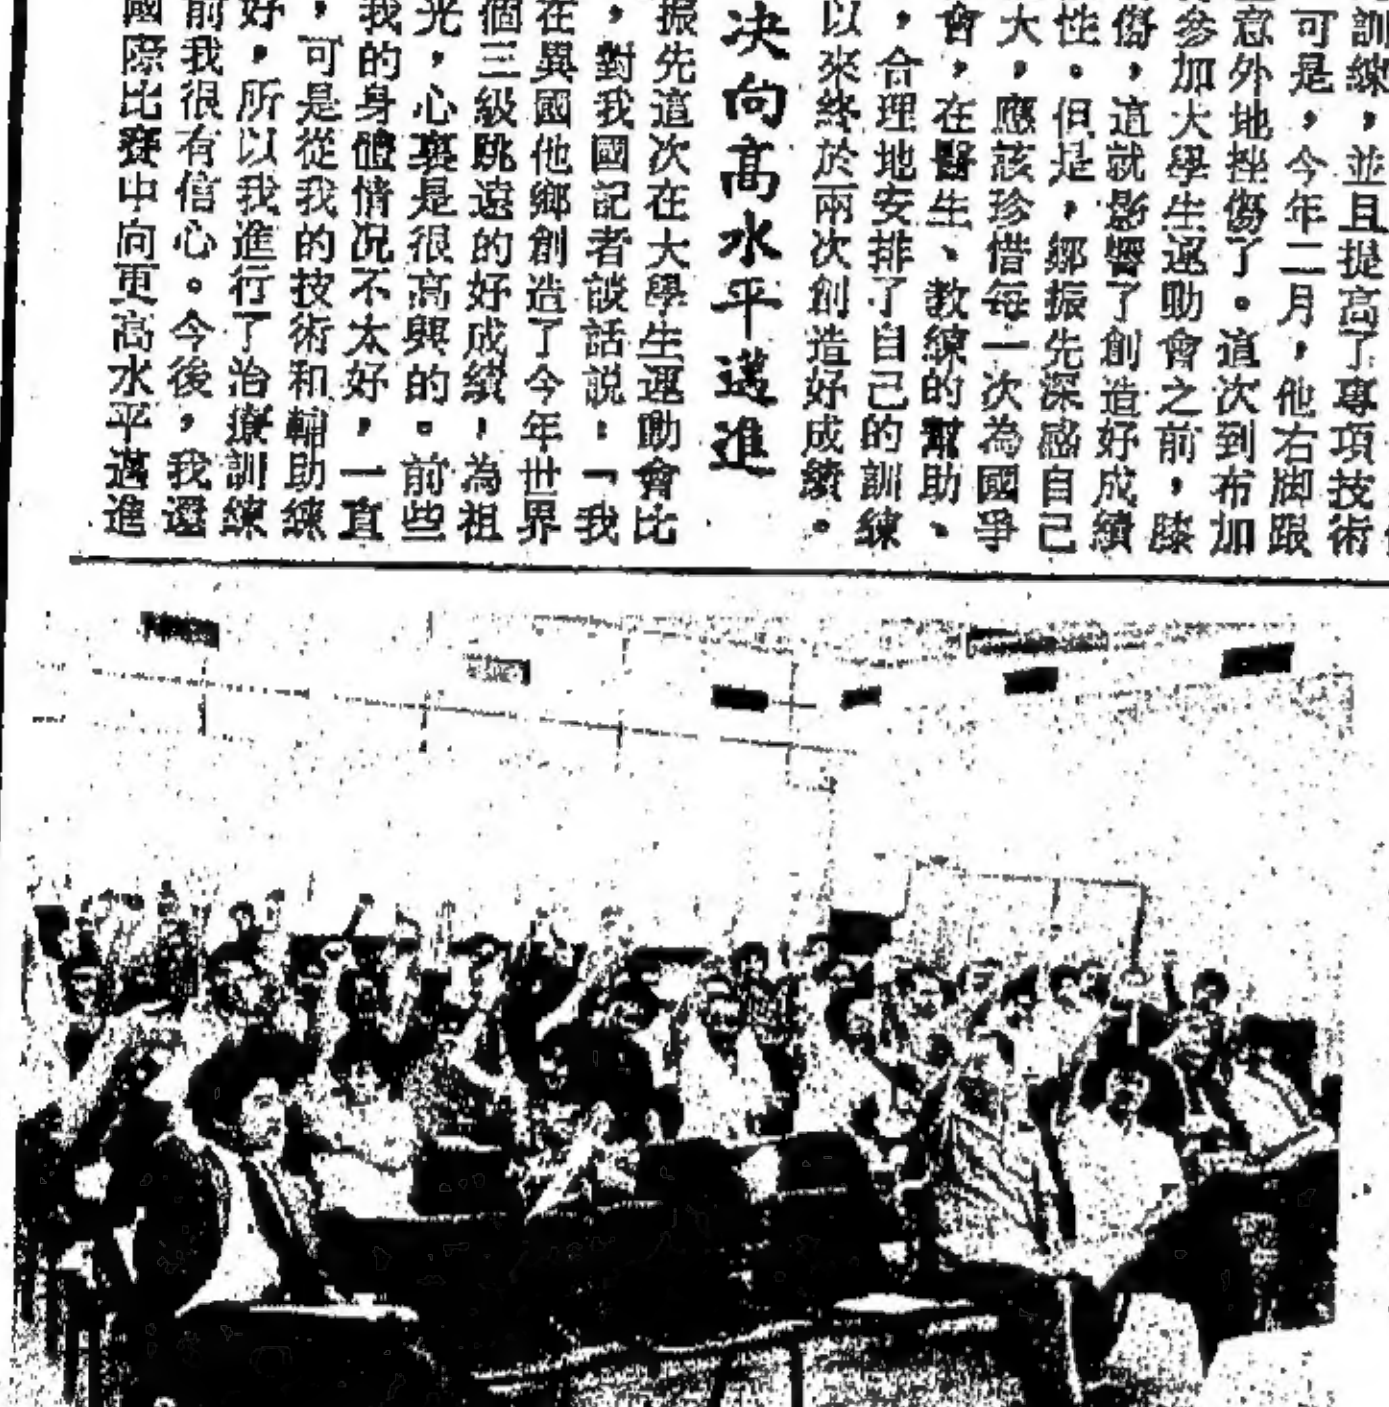 訓練，並且提高了專項技術
可是，今年二月，他右脚跟
意外地挫傷了。這次到布加
參加大學生運動會之前，膝
傷，這就影響了創造好成績
性。但是，鄒振先深感自己
大，應該珍惜每一次為國爭
會，在醫生、教練的幫助、
，合理地安排了自己的訓練
以來終於兩次創造好成績。
決向高水平邁進
振先這次在大學生運動會比
，對我國記者談話說：「我
在異國他鄉創造了今年世界
個三級跳遠的好成績，為祖
光，心裏是很高興的。前些
我的身體情况不太好，一直
，可是從我的技術和輔助練
好，所以我進行了治療訓練
前我很有信心。今後，我還
國際比賽中向更高水平邁進